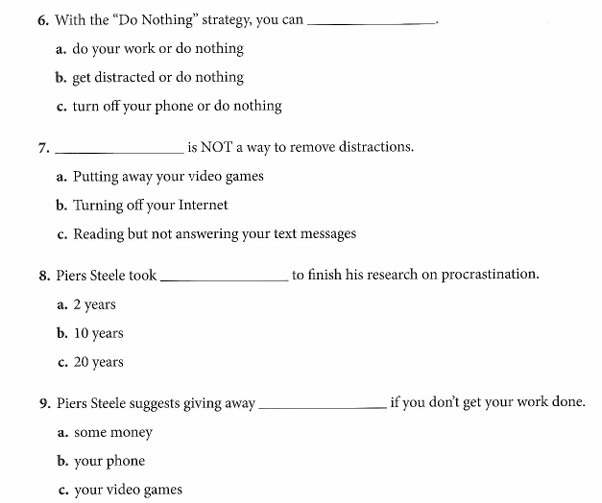 6. With the “Do Nothing” strategy, you can ________________.
a. do your work or do nothing
b. get distracted or do nothing
c. turn off your phone or do nothing
7. ________________ is NOT a way to remove distractions.
a. Putting away your video games
b. Turning off your Internet
c. Reading but not answering your text messages
8. Piers Steele took ________________ to finish his research on procrastination.
a. 2 years
b. 10 years
c. 20 years
9. Piers Steele suggests giving away ________________ if you don’t get your work done.
a. some money
b. your phone
c. your video games